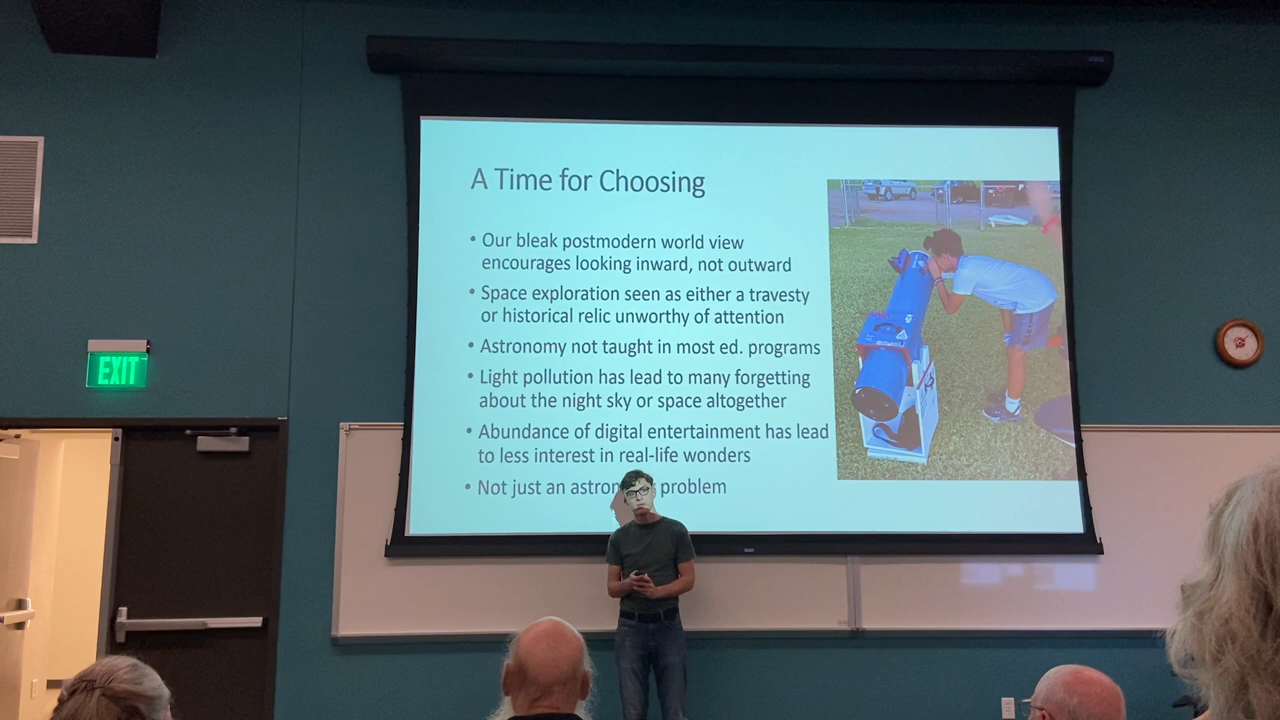 A Time for Choosing
• Our bleak postmodern world view
encourages looking inward, not outward
• Space exploration seen as either a travesty
or historical relic unworthy of attention
• Astronomy not taught in most ed. programs
• Light pollution has lead to many forgetting
about the night sky or space altogether
• Abundance of digital entertainment has lead
to less interest in real-life wonders
• Not just an problem
EXIT